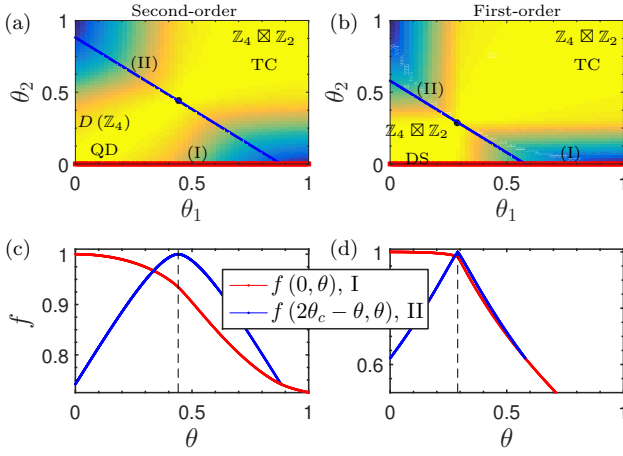 (a) Second-order (b) First-order
1 ℤ₄ ⊠ ℤ₂ 1 ℤ₄ ⊠ ℤ₂
(II) TC (II) TC
θ₂ 0.5 θ₂ 0.5
D (ℤ₄) ℤ₄ ⊠ ℤ₂
QD (I) DS (I)
0 0
0 0.5 1 0 0.5 1
θ₁ θ₁
(c) (d)
1 1
f (0, θ), I
0.9 f (2θc − θ, θ), II
f
0.8 0.6
0 0.5 1 0 0.5 1
θ θ